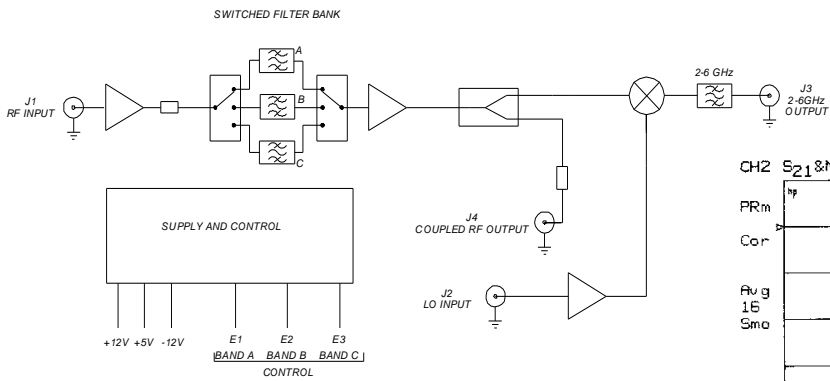 SWITCHED FILTER BANK
A
B
C
J1
RF INPUT
2-6 GHz
J3
2-6GHz
OUTPUT
J4
COUPLED RF OUTPUT
J2
LO INPUT
SUPPLY AND CONTROL
+12V +5V -12V E1 E2 E3
BAND A BAND B BAND C
CONTROL
CH2 S21&M
hp
PRm
Cor
Avg
16
Smo